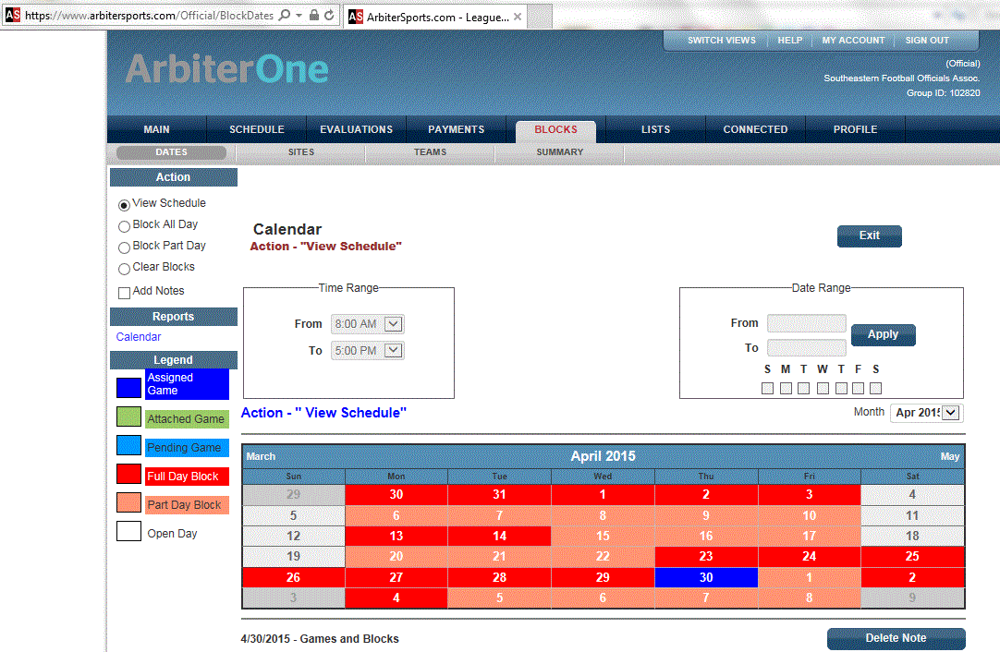 AS https://www.arbitersports.com/Official/BlockDates AS ArbiterSports.com - League...
SWITCH VIEWS HELP MY ACCOUNT SIGN OUT
ArbiterOne
(Official)
Southeastern Football Officials Assoc.
Group ID: 102820
MAIN SCHEDULE EVALUATIONS PAYMENTS BLOCKS LISTS CONNECTED PROFILE
DATES SITES TEAMS SUMMARY
Action
View Schedule
Block All Day
Block Part Day
Clear Blocks
Add Notes
Reports
Calendar
Legend
Assigned
Game
Attached Game
Pending Game
Full Day Block
Part Day Block
Open Day
Calendar
Action - "View Schedule"
Exit
Time Range
From 8:00 AM
To 5:00 PM
Date Range
From
To
Apply
S M T W T F S
Action - " View Schedule"
Month Apr 2015
March April 2015 May
Sun Mon Tue Wed Thu Fri Sat
29 30 31 1 2 3 4
5 6 7 8 9 10 11
12 13 14 15 16 17 18
19 20 21 22 23 24 25
26 27 28 29 30 1 2
3 4 5 6 7 8 9
4/30/2015 - Games and Blocks
Delete Note